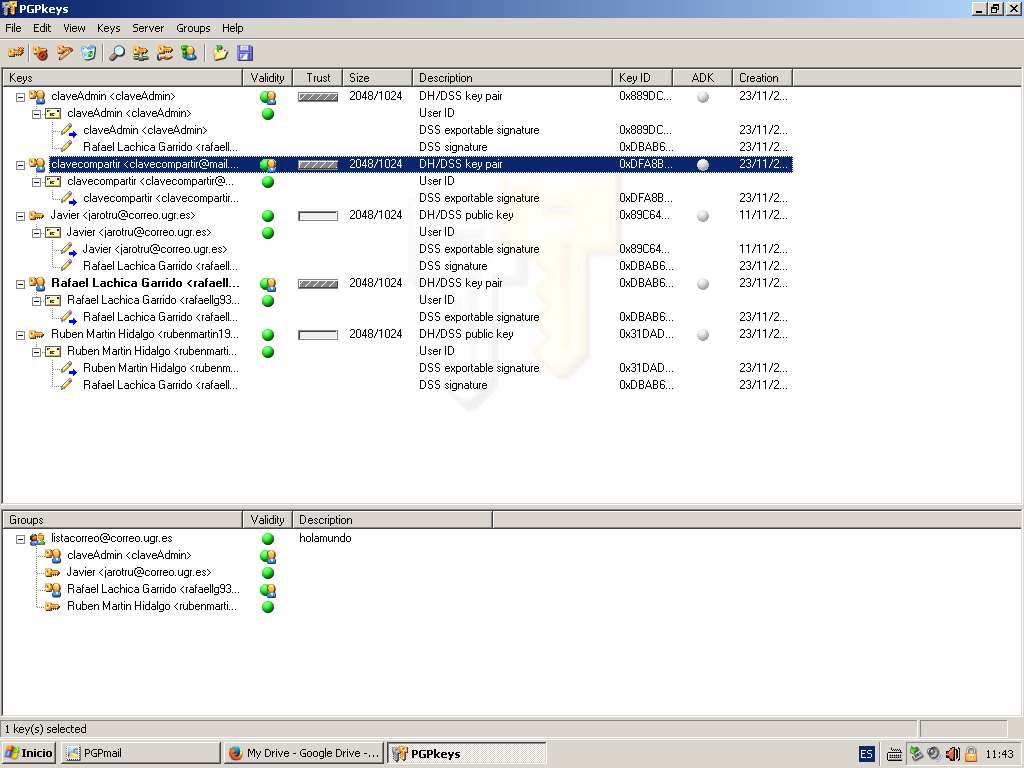 PGPkeys
File Edit View Keys Server Groups Help
Keys Validity Trust Size Description Key ID ADK Creation
claveAdmin <claveAdmin> 2048/1024 DH/DSS key pair 0x889DC... 23/11/2...
claveAdmin <claveAdmin> User ID
claveAdmin <claveAdmin> DSS exportable signature 0x889DC... 23/11/2...
Rafael Lachica Garrido <rafaell... DSS signature 0xDBAB6... 23/11/2...
clavecompartir <clavecompartir@mail.... 2048/1024 DH/DSS key pair 0xDFA8B... 23/11/2...
clavecompartir <clavecompartir@... User ID
clavecompartir <clavecompartir... DSS exportable signature 0xDFA8B... 23/11/2...
Javier <jarotru@correo.ugr.es> 2048/1024 DH/DSS public key 0x89C64... 11/11/2...
Javier <jarotru@correo.ugr.es> User ID
Javier <jarotru@correo.ugr.es> DSS exportable signature 0x89C64... 11/11/2...
Rafael Lachica Garrido <rafaell... DSS signature 0xDBAB6... 23/11/2...
Rafael Lachica Garrido <rafaell... 2048/1024 DH/DSS key pair 0xDBAB6... 23/11/2...
Rafael Lachica Garrido <rafaellg93... User ID
Rafael Lachica Garrido <rafaell... DSS exportable signature 0xDBAB6... 23/11/2...
Ruben Martin Hidalgo <rubenmartin19... 2048/1024 DH/DSS public key 0x31DAD... 23/11/2...
Ruben Martin Hidalgo <rubenmarti... User ID
Ruben Martin Hidalgo <rubenm... DSS exportable signature 0x31DAD... 23/11/2...
Rafael Lachica Garrido <rafaell... DSS signature 0xDBAB6... 23/11/2...
Groups Validity Description
listacorreo@correo.ugr.es holamundo
claveAdmin <claveAdmin>
Javier <jarotru@correo.ugr.es>
Rafael Lachica Garrido <rafaellg93...
Ruben Martin Hidalgo <rubenmarti...
1 key(s) selected
Inicio PGPmail My Drive - Google Drive -... PGPkeys ES 11:43